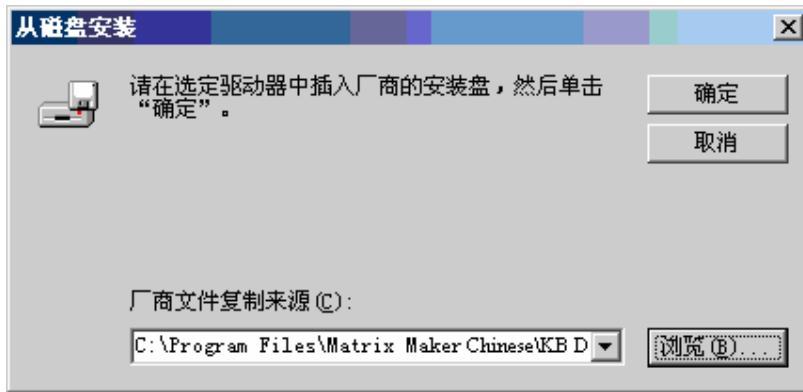 从磁盘安装
请在选定驱动器中插入厂商的安装盘，然后单击
“确定”。
确定
取消
厂商文件复制来源(C):
C:\Program Files\Matrix Maker Chinese\KB D
浏览(B)...